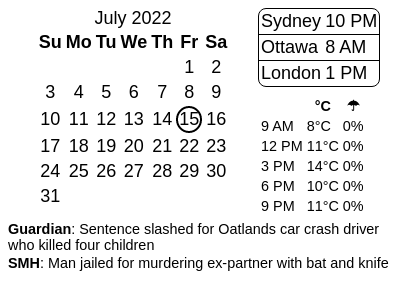 July 2022
Su Mo Tu We Th Fr Sa
1 2
3 4 5 6 7 8 9
10 11 12 13 14 15 16
17 18 19 20 21 22 23
24 25 26 27 28 29 30
31
Sydney 10 PM
Ottawa 8 AM
London 1 PM
°C ☂
9 AM 8°C 0%
12 PM 11°C 0%
3 PM 14°C 0%
6 PM 10°C 0%
9 PM 11°C 0%
Guardian: Sentence slashed for Oatlands car crash driver
who killed four children
SMH: Man jailed for murdering ex-partner with bat and knife